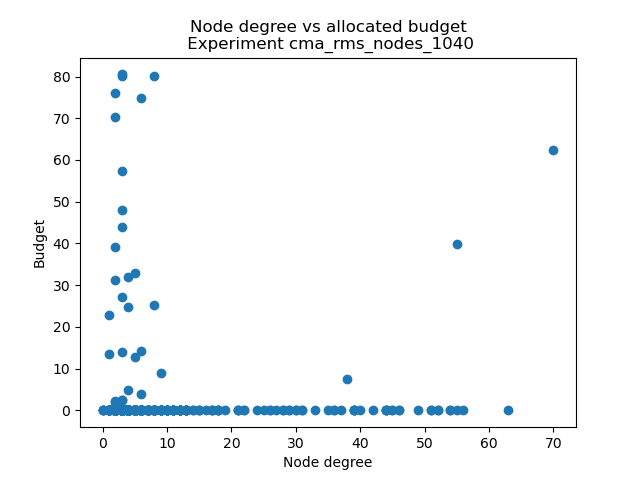 Node degree vs allocated budget
Experiment cma_rms_nodes_1040
80
70
60
50
40
30
20
10
0
Budget
0 10 20 30 40 50 60 70
Node degree